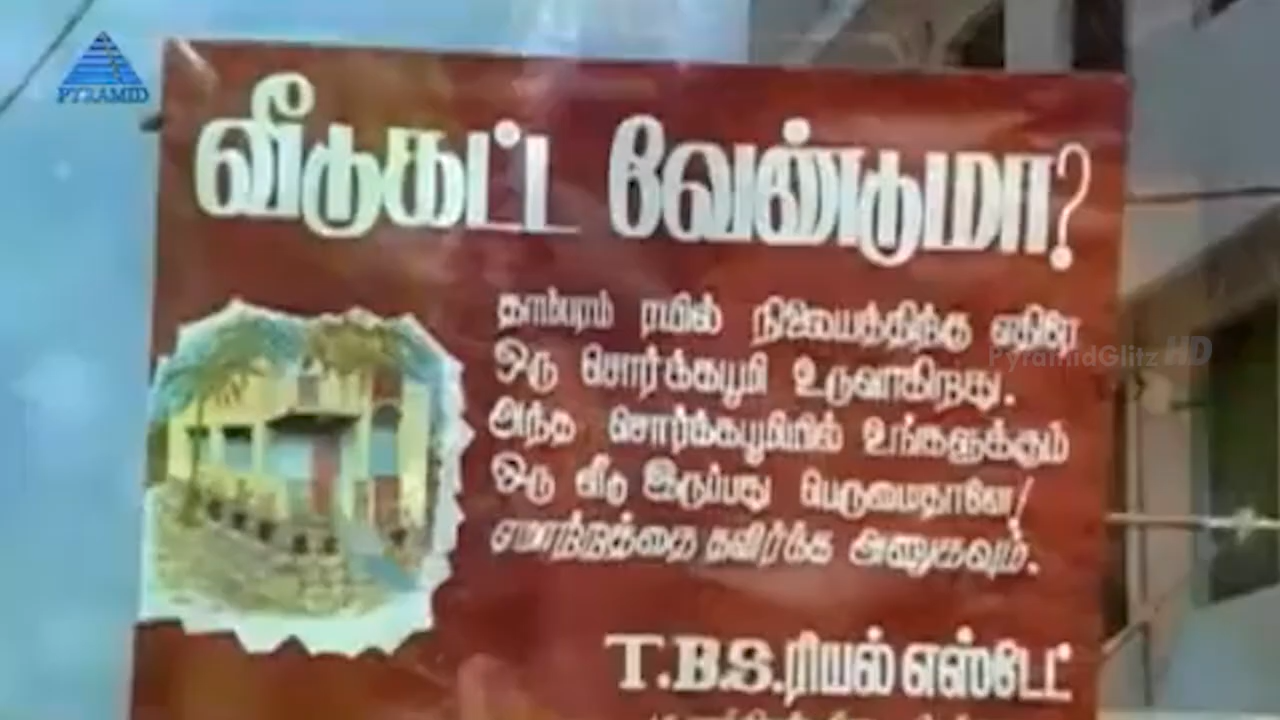 PYRAMID
வீடுகட்ட வேண்டுமா?
தாம்பரம் ரயில் நிலையத்திற்கு எதிரே
ஒரு சொர்க்கபூமி உருவாகிறது.
PyramidGlitz HD
அந்த சொர்க்கபூமியில் உங்களுக்கும்
ஒரு வீடு இருப்பது பெருமைதானே!
ஏமாற்றத்தை தவிர்க்க அணுகவும்.
T.B.S.ரியல் எஸ்டேட்